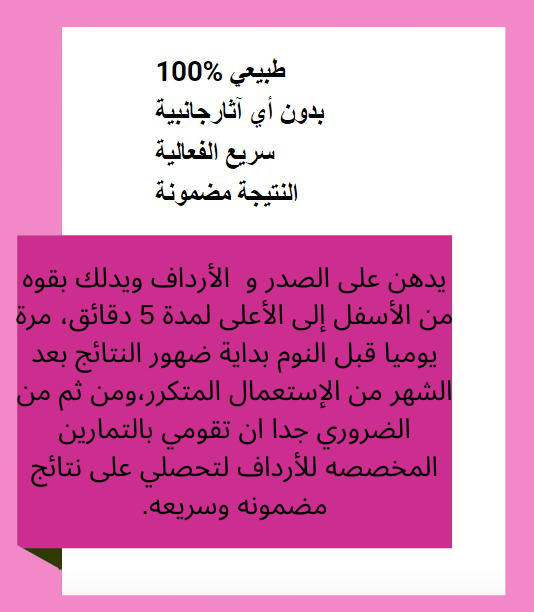 طبيعي %100
بدون أي آثارجانبية
سريع الفعالية
النتيجة مضمونة
يدهن على الصدر و الأرداف ويدلك بقوه
من الأسفل إلى الأعلى لمدة 5 دقائق، مرة
يوميا قبل النوم بداية ضهور النتائج بعد
الشهر من الإستعمال المتكرر،ومن ثم من
الضروري جدا ان تقومي بالتمارين
المخصصه للأرداف لتحصلي على نتائج
مضمونه وسريعه.